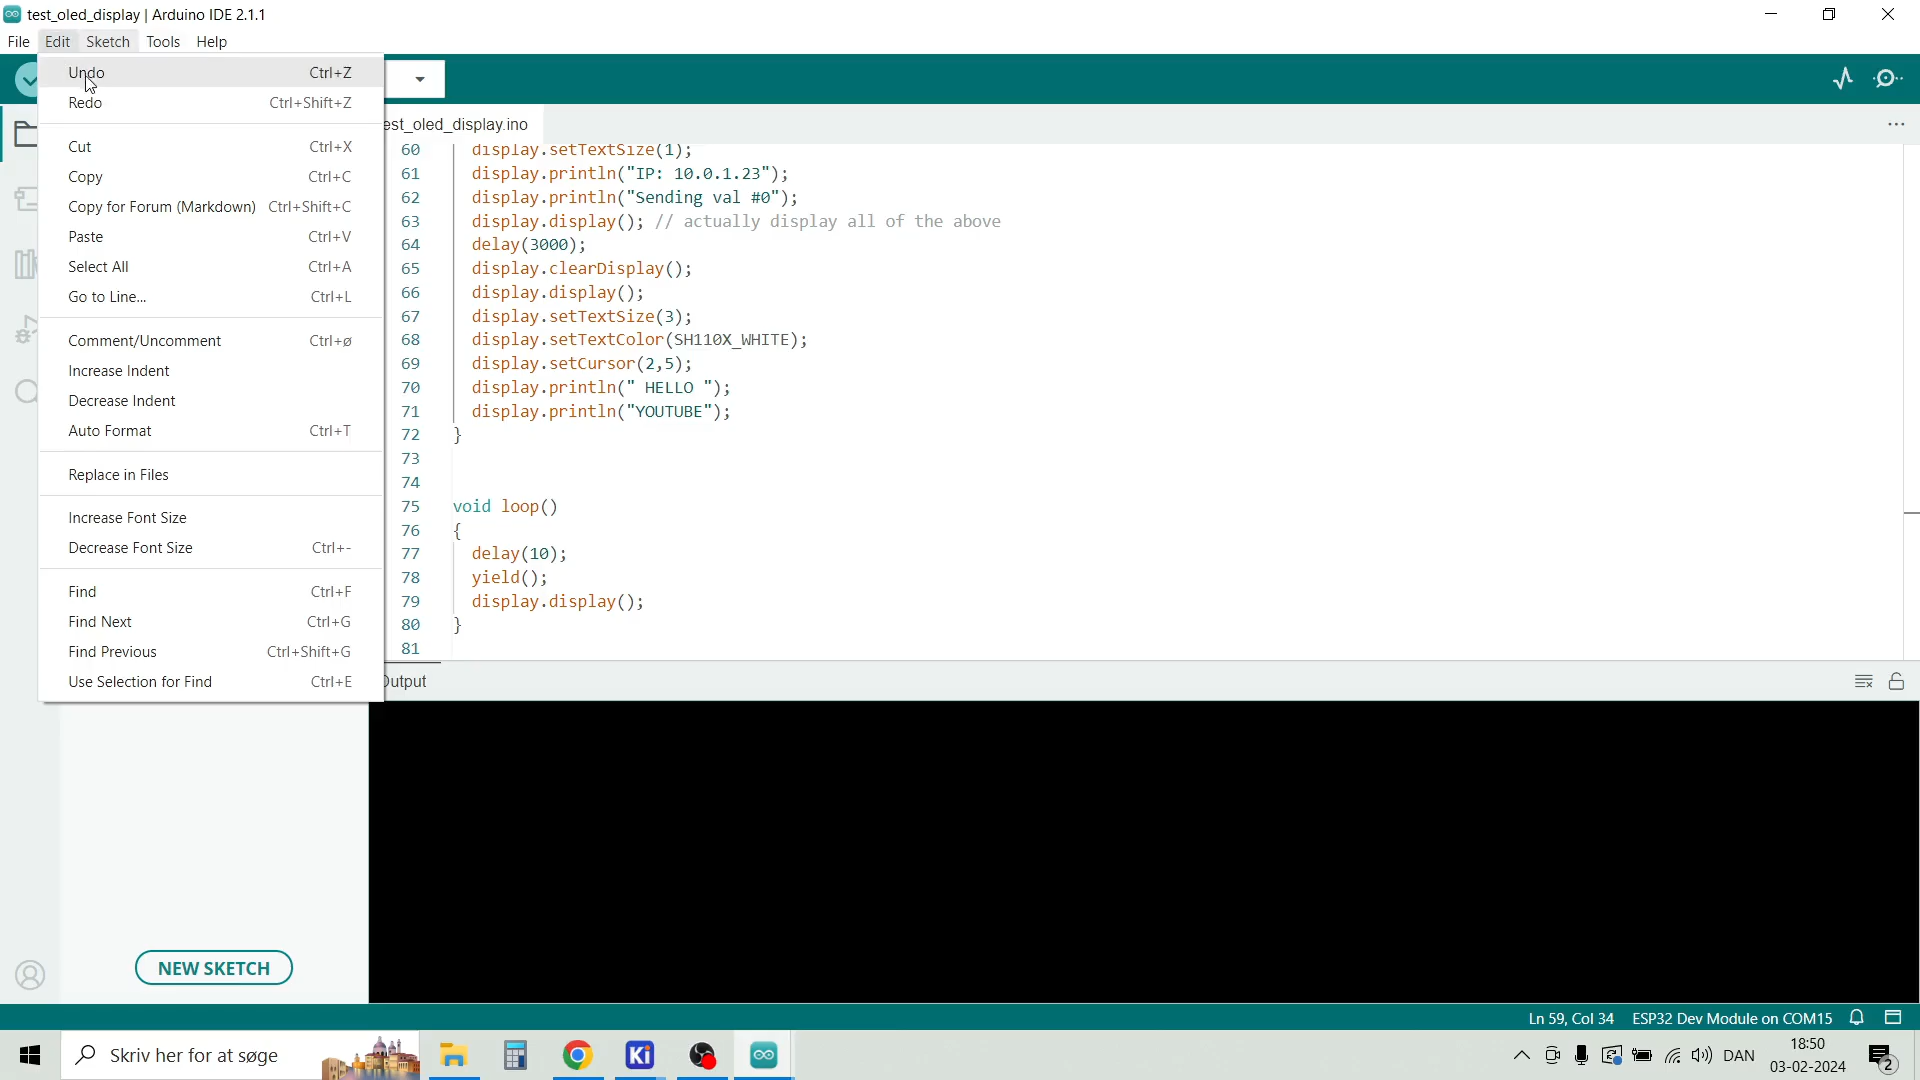 test_oled_display | Arduino IDE 2.1.1
File Edit Sketch Tools Help
Undo Ctrl+Z
Redo Ctrl+Shift+Z
Cut Ctrl+X
Copy Ctrl+C
Copy for Forum (Markdown) Ctrl+Shift+C
Paste Ctrl+V
Select All Ctrl+A
Go to Line... Ctrl+L
Comment/Uncomment Ctrl+ø
Increase Indent
Decrease Indent
Auto Format Ctrl+T
Replace in Files
Increase Font Size
Decrease Font Size Ctrl+-
Find Ctrl+F
Find Next Ctrl+G
Find Previous Ctrl+Shift+G
Use Selection for Find Ctrl+E
est_oled_display.ino
60 display.setTextSize(1);
61 display.println("IP: 10.0.1.23");
62 display.println("Sending val #0");
63 display.display(); // actually display all of the above
64 delay(3000);
65 display.clearDisplay();
66 display.display();
67 display.setTextSize(3);
68 display.setTextColor(SH110X_WHITE);
69 display.setCursor(2,5);
70 display.println(" HELLO ");
71 display.println("YOUTUBE");
72 }
73
74
75 void loop()
76 {
77 delay(10);
78 yield();
79 display.display();
80 }
81
Output
NEW SKETCH
Ln 59, Col 34 ESP32 Dev Module on COM15
Skriv her for at søge
Ki
DAN
18:50
03-02-2024
2